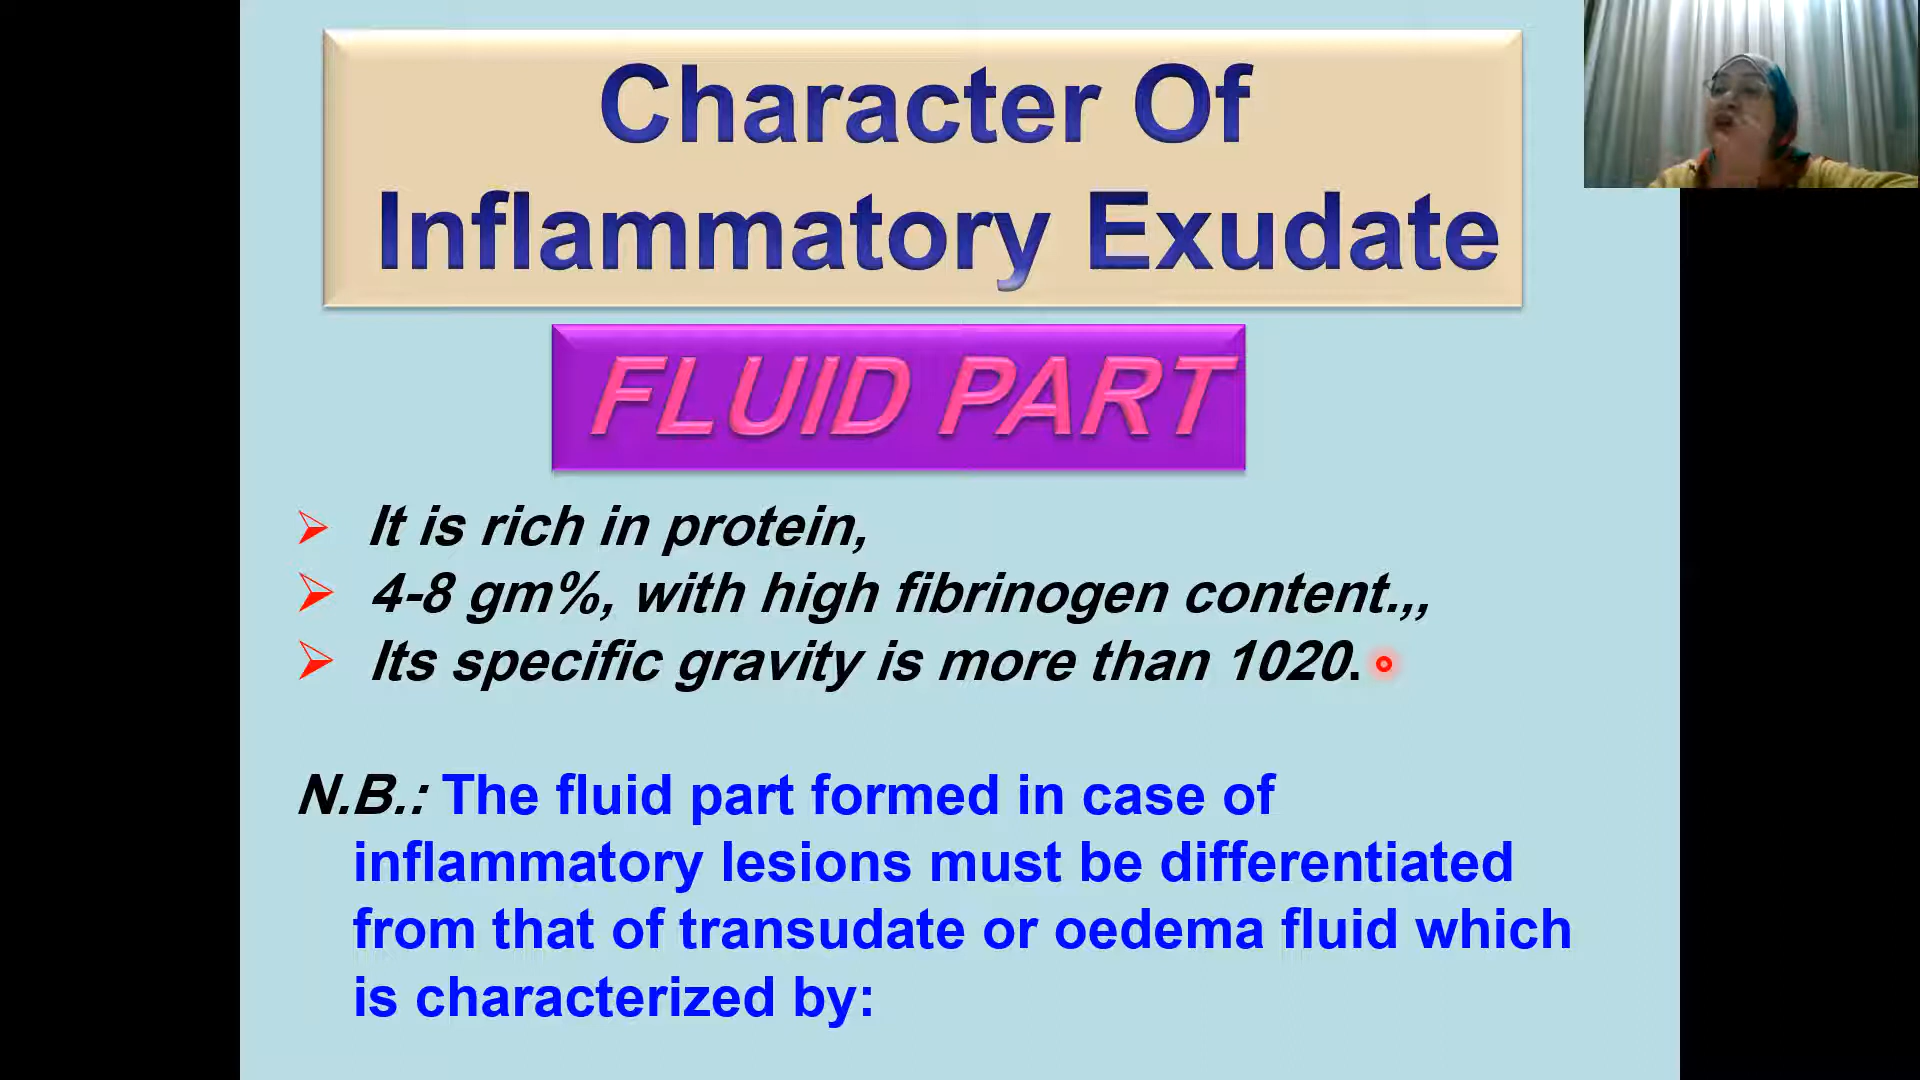 Character Of
Inflammatory Exudate
FLUID PART
It is rich in protein,
4-8 gm%, with high fibrinogen content.,,
Its specific gravity is more than 1020.
N.B.: The fluid part formed in case of
inflammatory lesions must be differentiated
from that of transudate or oedema fluid which
is characterized by: